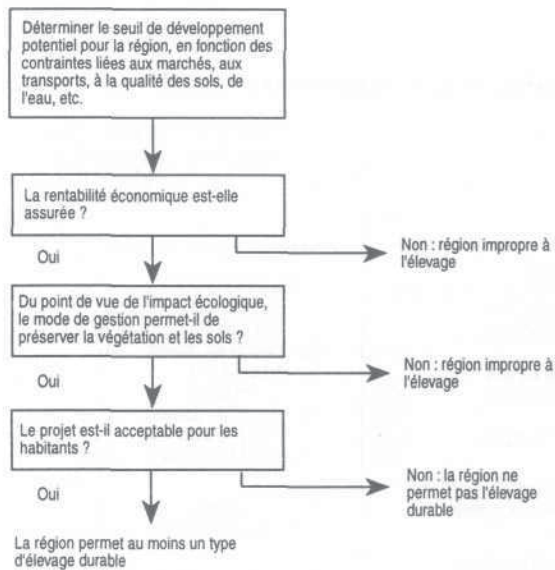 Déterminer le seuil de développement
potentiel pour la région, en fonction des
contraintes liées aux marchés, aux
transports, à la qualité des sols, de
l'eau, etc.
La rentabilité économique est-elle
assurée ?
Oui
Non : région impropre à
l'élevage
Du point de vue de l'impact écologique,
le mode de gestion permet-il de
préserver la végétation et les sols ?
Oui
Non : région impropre à
l'élevage
Le projet est-il acceptable pour les
habitants ?
Oui
Non : la région ne
permet pas l'élevage
durable
La région permet au moins un type
d'élevage durable